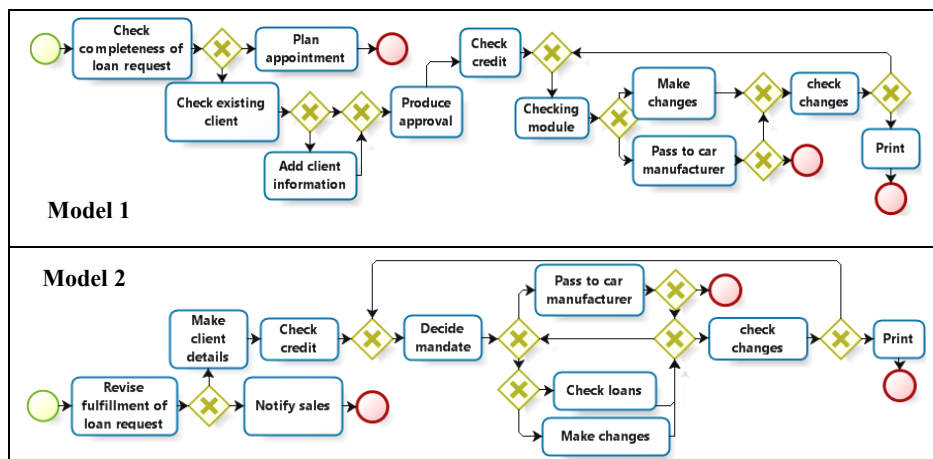 Check
completeness of
loan request
Plan
appointment
Check
credit
Check existing
client
Produce
approval
Checking
module
Make
changes
check
changes
Add client
information
Pass to car
manufacturer
Print
Model 1
Model 2
Pass to car
manufacturer
Make
client
details
Check
credit
Decide
mandate
check
changes
Print
Revise
fulfillment of
loan request
Notify sales
Check loans
Make changes